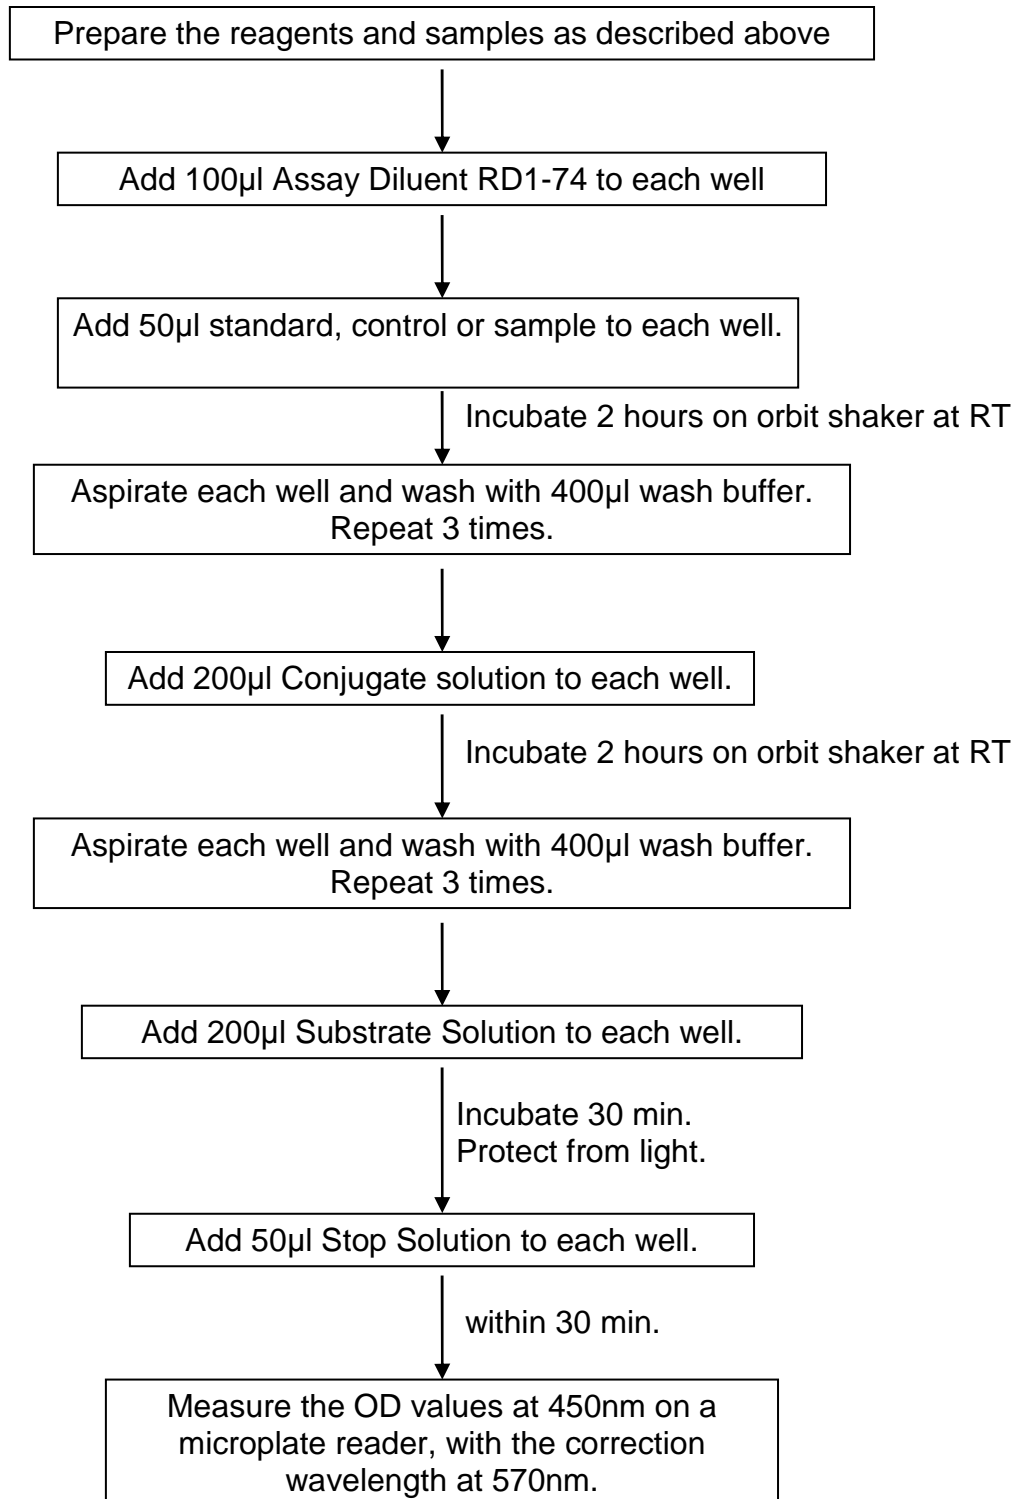 Prepare the reagents and samples as described above
Add 100µl Assay Diluent RD1-74 to each well
Add 50µl standard, control or sample to each well.
Incubate 2 hours on orbit shaker at RT
Aspirate each well and wash with 400µl wash buffer.
Repeat 3 times.
Add 200µl Conjugate solution to each well.
Incubate 2 hours on orbit shaker at RT
Aspirate each well and wash with 400µl wash buffer.
Repeat 3 times.
Add 200µl Substrate Solution to each well.
Incubate 30 min.
Protect from light.
Add 50µl Stop Solution to each well.
within 30 min.
Measure the OD values at 450nm on a
microplate reader, with the correction
wavelength at 570nm.